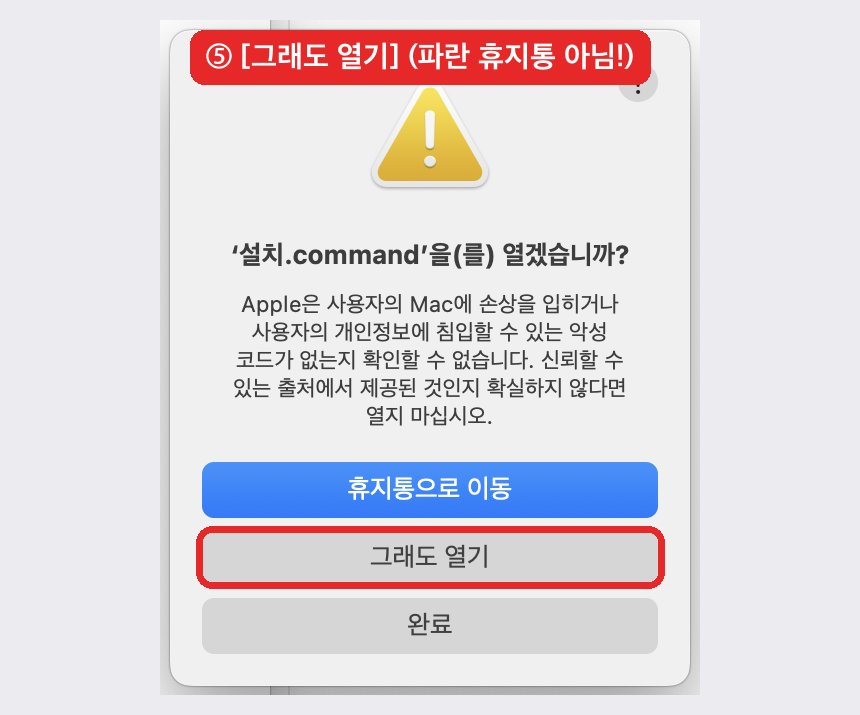 ⑤ [그래도 열기] (파란 휴지통 아님!)
‘설치.command’을(를) 열겠습니까?
Apple은 사용자의 Mac에 손상을 입히거나
사용자의 개인정보에 침입할 수 있는 악성
코드가 없는지 확인할 수 없습니다. 신뢰할 수
있는 출처에서 제공된 것인지 확실하지 않다면
열지 마십시오.
휴지통으로 이동
그래도 열기
완료